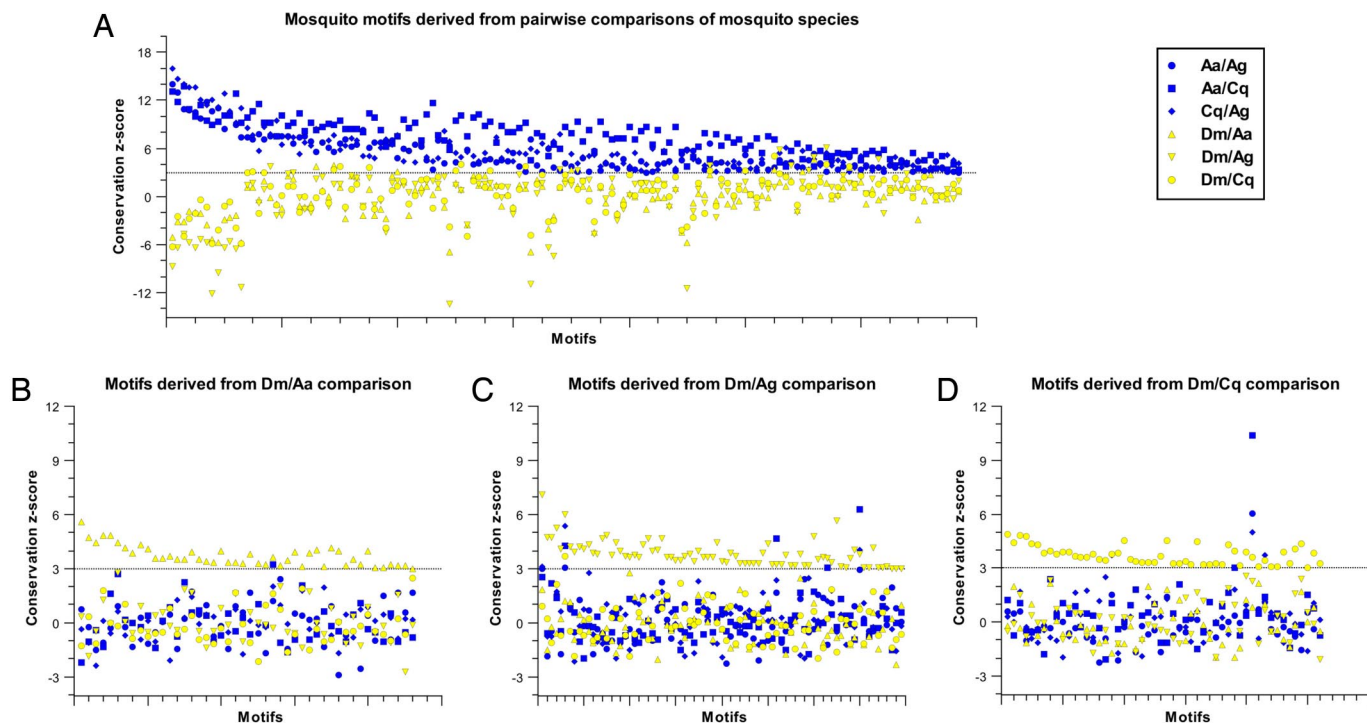 A
Mosquito motifs derived from pairwise comparisons of mosquito species
Conservation z-score
18
12
6
0
-6
-12
Motifs
Aa/Ag
Aa/Cq
Cq/Ag
Dm/Aa
Dm/Ag
Dm/Cq
B
Motifs derived from Dm/Aa comparison
Conservation z-score
12
9
6
3
0
-3
Motifs
C
Motifs derived from Dm/Ag comparison
Conservation z-score
12
9
6
3
0
-3
Motifs
D
Motifs derived from Dm/Cq comparison
Conservation z-score
12
9
6
3
0
-3
Motifs